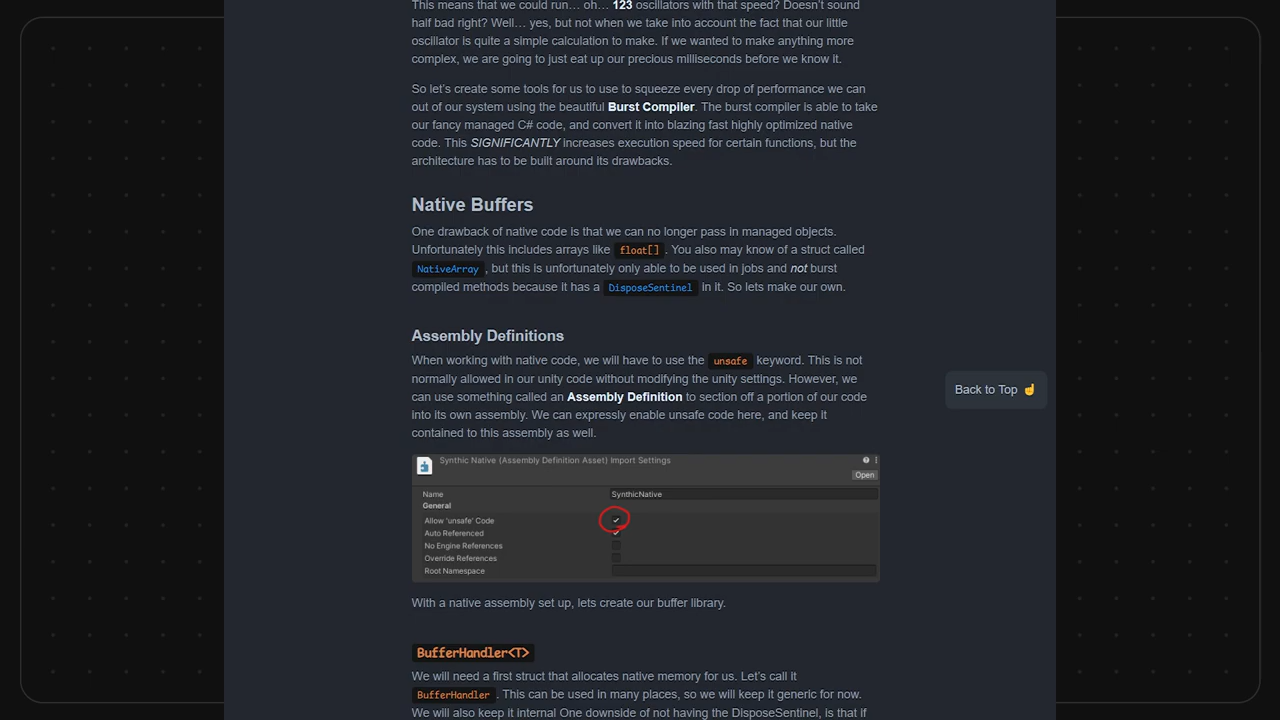 This means that we could run… oh… 123 oscillators with that speed? Doesn't sound
half bad right? Well… yes, but not when we take into account the fact that our little
oscillator is quite a simple calculation to make. If we wanted to make anything more
complex, we are going to just eat up our precious milliseconds before we know it.
So let's create some tools for us to use to squeeze every drop of performance we can
out of our system using the beautiful Burst Compiler. The burst compiler is able to take
our fancy managed C# code, and convert it into blazing fast highly optimized native
code. This SIGNIFICANTLY increases execution speed for certain functions, but the
architecture has to be built around its drawbacks.
Native Buffers
One drawback of native code is that we can no longer pass in managed objects.
Unfortunately this includes arrays like float[] . You also may know of a struct called
NativeArray , but this is unfortunately only able to be used in jobs and not burst
compiled methods because it has a DisposeSentinel in it. So lets make our own.
Assembly Definitions
When working with native code, we will have to use the unsafe keyword. This is not
normally allowed in our unity code without modifying the unity settings. However, we
can use something called an Assembly Definition to section off a portion of our code
into its own assembly. We can expressly enable unsafe code here, and keep it
contained to this assembly as well.
Back to Top ☝
Synthic Native (Assembly Definition Asset) Import Settings
Open
Name SynthicNative
General
Allow 'unsafe' Code
Auto Referenced
No Engine References
Override References
Root Namespace
With a native assembly set up, lets create our buffer library.
BufferHandler<T>
We will need a first struct that allocates native memory for us. Let's call it
BufferHandler . This can be used in many places, so we will keep it generic for now.
We will also keep it internal One downside of not having the DisposeSentinel, is that if